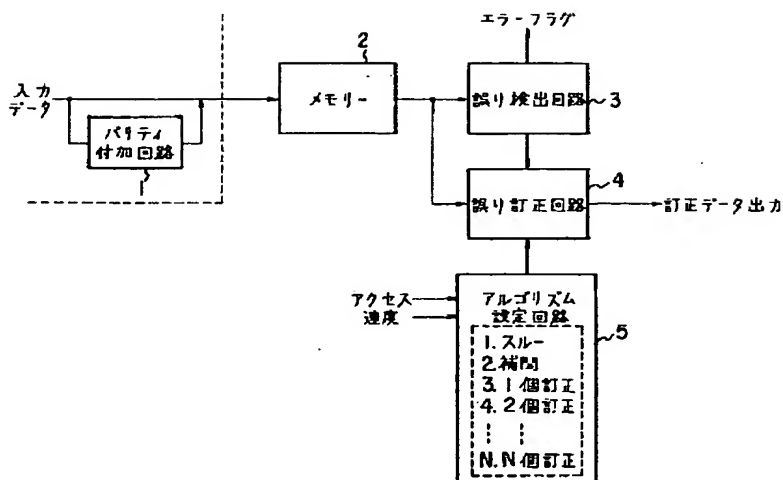 エラーフラグ
2
入力
データ
メモリー
誤り検出回路
3
パリティ
付加回路
1
4
誤り訂正回路
訂正データ出力
アクセス
速度
アルゴリズム
設定回路
5
1. スルー
2. 補間
3. 1個訂正
4. 2個訂正
N. N個訂正